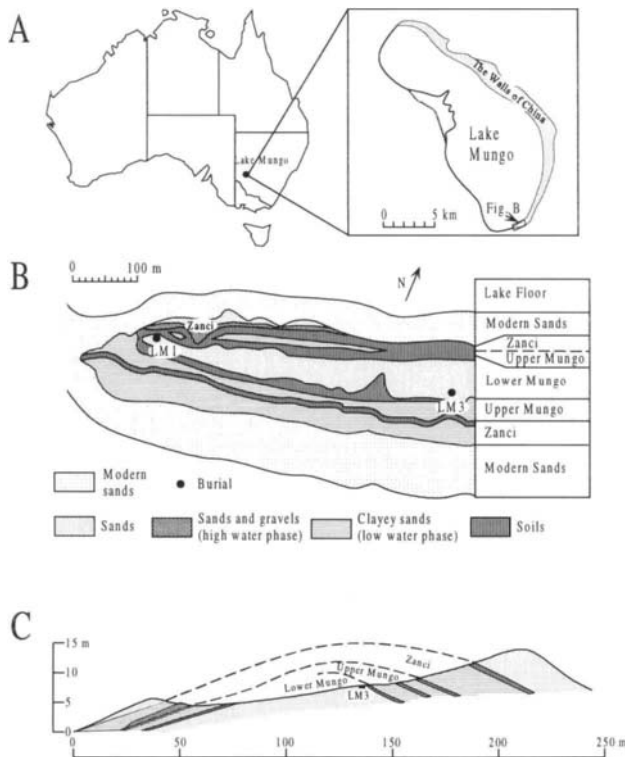 A
Lake Mungo
The Walls of China
Lake
Mungo
Fig. B
0 5 km
B
0 100 m
N
Zanci
LM 1
LM3
Lake Floor
Modern Sands
Zanci
Upper Mungo
Lower Mungo
Upper Mungo
Zanci
Modern Sands
Modern
sands
Burial
Sands
Sands and gravels
(high water phase)
Clayey sands
(low water phase)
Soils
C
15 m
10
5
0
Zanci
Upper Mungo
Lower Mungo
LM3
0 50 100 150 200 250 m